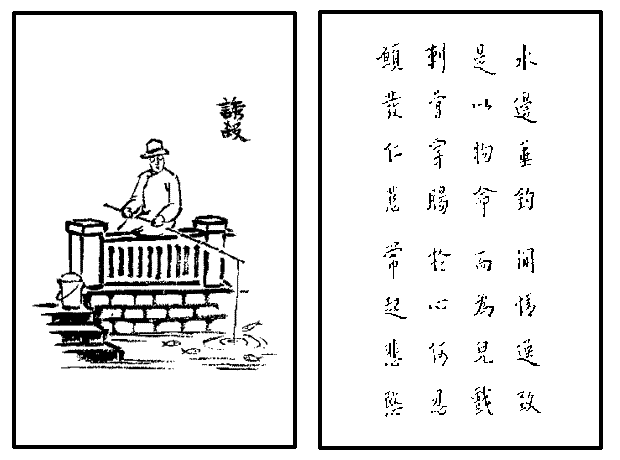 誘殺
水邊垂釣 閒情逸致
是以物命 而為兒戲
刺骨穿腸 於心何忍
願發仁慈 常起悲愍